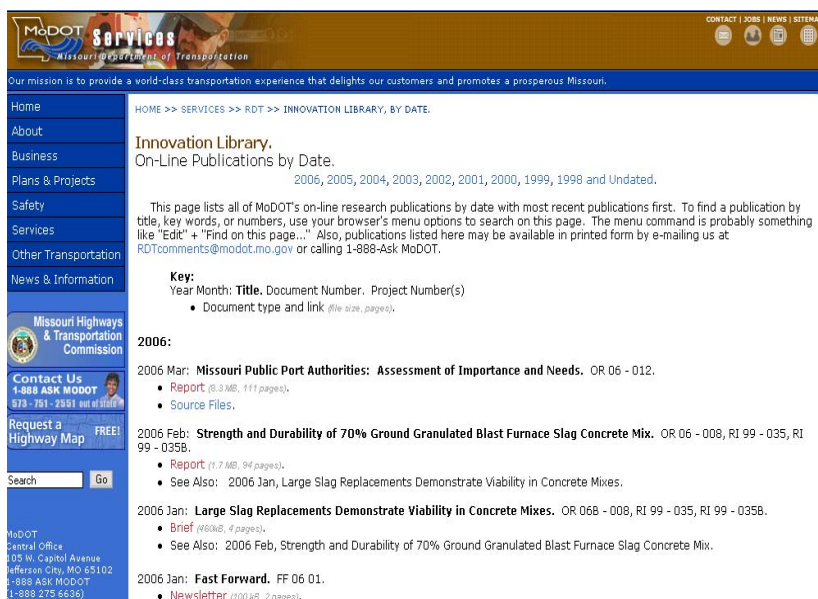 MoDOT Services
Missouri Department of Transportation
CONTACT | JOBS | NEWS | SITEMA
Our mission is to provide a world-class transportation experience that delights our customers and promotes a prosperous Missouri.
Home
About
Business
Plans & Projects
Safety
Services
Other Transportation
News & Information
Missouri Highways
& Transportation
Commission
Contact Us
1-888 ASK MODOT
573 - 751 - 2551 out of state
Request a
Highway Map FREE!
Search Go
MoDOT
Central Office
105 W. Capitol Avenue
Jefferson City, MO 65102
1-888 ASK MODOT
(1-888 275 6636)
HOME >> SERVICES >> RDT >> INNOVATION LIBRARY, BY DATE.
Innovation Library.
On-Line Publications by Date.
2006, 2005, 2004, 2003, 2002, 2001, 2000, 1999, 1998 and Undated.
This page lists all of MoDOT's on-line research publications by date with most recent publications first. To find a publication by
title, key words, or numbers, use your browser's menu options to search on this page. The menu command is probably something
like "Edit" + "Find on this page..." Also, publications listed here may be available in printed form by e-mailing us at
RDTcomments@modot.mo.gov or calling 1-888-Ask MoDOT.
Key:
Year Month: Title. Document Number. Project Number(s)
• Document type and link (file size, pages).
2006:
2006 Mar: Missouri Public Port Authorities: Assessment of Importance and Needs. OR 06 - 012.
• Report (8.3 MB, 111 pages).
• Source Files.
2006 Feb: Strength and Durability of 70% Ground Granulated Blast Furnace Slag Concrete Mix. OR 06 - 008, RI 99 - 035, RI
99 - 035B.
• Report (1.7 MB, 94 pages).
• See Also: 2006 Jan, Large Slag Replacements Demonstrate Viability in Concrete Mixes.
2006 Jan: Large Slag Replacements Demonstrate Viability in Concrete Mixes. OR 06B - 008, RI 99 - 035, RI 99 - 035B.
• Brief (460kB, 4 pages).
• See Also: 2006 Feb, Strength and Durability of 70% Ground Granulated Blast Furnace Slag Concrete Mix.
2006 Jan: Fast Forward. FF 06 01.
• Newsletter (100 kB, 2 pages).